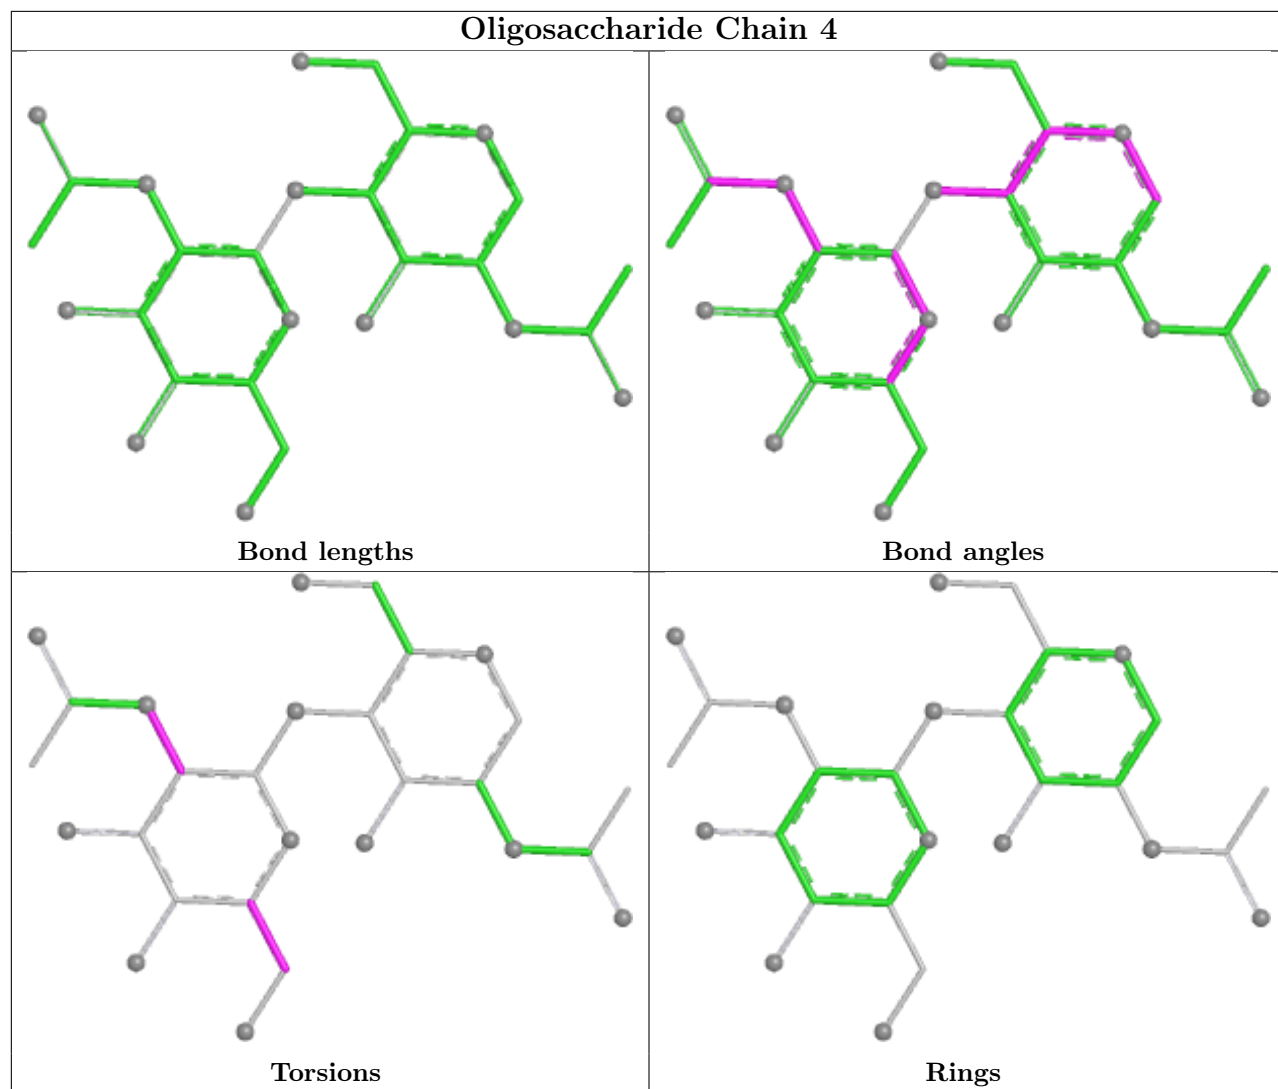 Oligosaccharide Chain 4
Bond lengths
Bond angles
Torsions
Rings